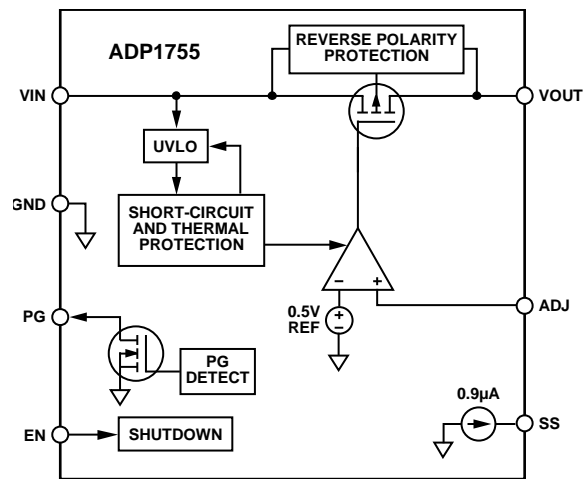 ADP1755
REVERSE POLARITY
PROTECTION
VIN
VOUT
UVLO
GND
SHORT-CIRCUIT
AND THERMAL
PROTECTION
– +
0.5V
REF
+
–
ADJ
PG
PG
DETECT
0.9µA
SS
EN
SHUTDOWN